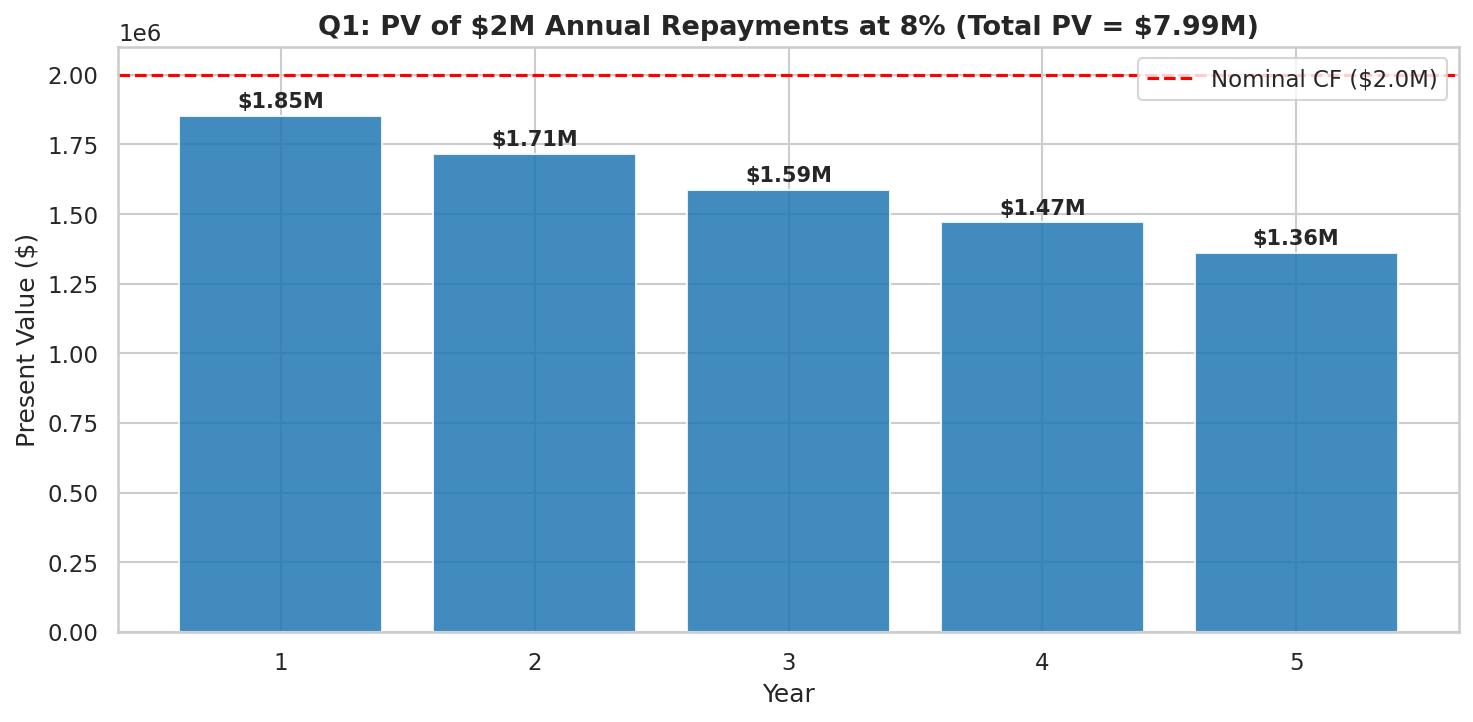 Q1: PV of $2M Annual Repayments at 8% (Total PV = $7.99M)
1e6
Nominal CF ($2.0M)
Present Value ($)
2.00
1.75
1.50
1.25
1.00
0.75
0.50
0.25
0.00
$1.85M
$1.71M
$1.59M
$1.47M
$1.36M
1 2 3 4 5
Year